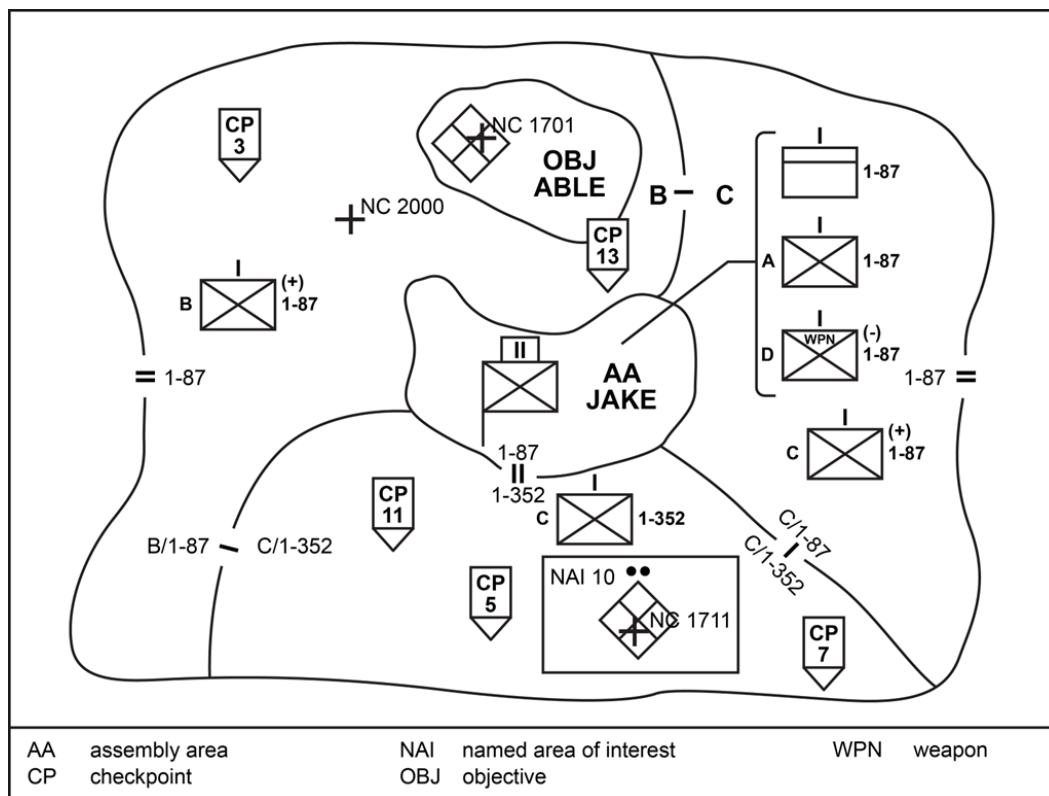 CP
3
NC 1701
OBJ
ABLE
B
C
NC 2000
CP
13
I
1-87
I
A
1-87
I
WPN
(-)
D
1-87
I
(+)
B
1-87
1-87
II
AA
JAKE
1-87
I
(+)
C
1-87
1-87
II
1-352
CP
11
I
C
1-352
B/1-87
C/1-352
C/1-87
I
C/1-352
CP
5
NAI 10
NC 1711
CP
7
AA assembly area
CP checkpoint
NAI named area of interest
OBJ objective
WPN weapon